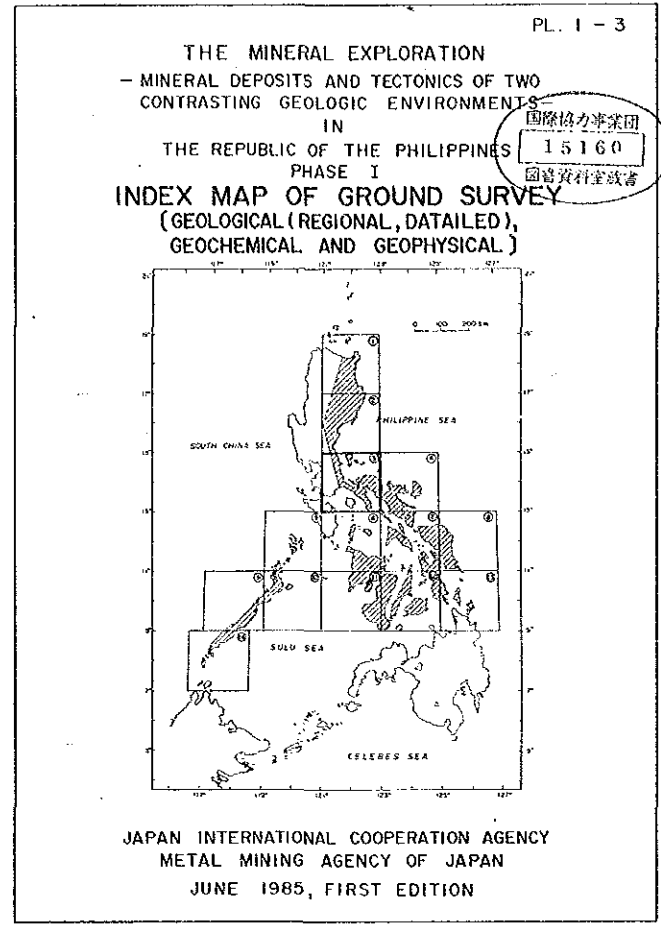 PL. I - 3
THE MINERAL EXPLORATION
- MINERAL DEPOSITS AND TECTONICS OF TWO
CONTRASTING GEOLOGIC ENVIRONMENTS-
IN
THE REPUBLIC OF THE PHILIPPINES
PHASE I
国際協力事業団
15160
図書資料室蔵書
INDEX MAP OF GROUND SURVEY
(GEOLOGICAL (REGIONAL, DATAILED),
GEOCHEMICAL AND GEOPHYSICAL)
0 100 200km
PHILIPPINE SEA
SOUTH CHINA SEA
SULU SEA
CELEBES SEA
JAPAN INTERNATIONAL COOPERATION AGENCY
METAL MINING AGENCY OF JAPAN
JUNE 1985, FIRST EDITION